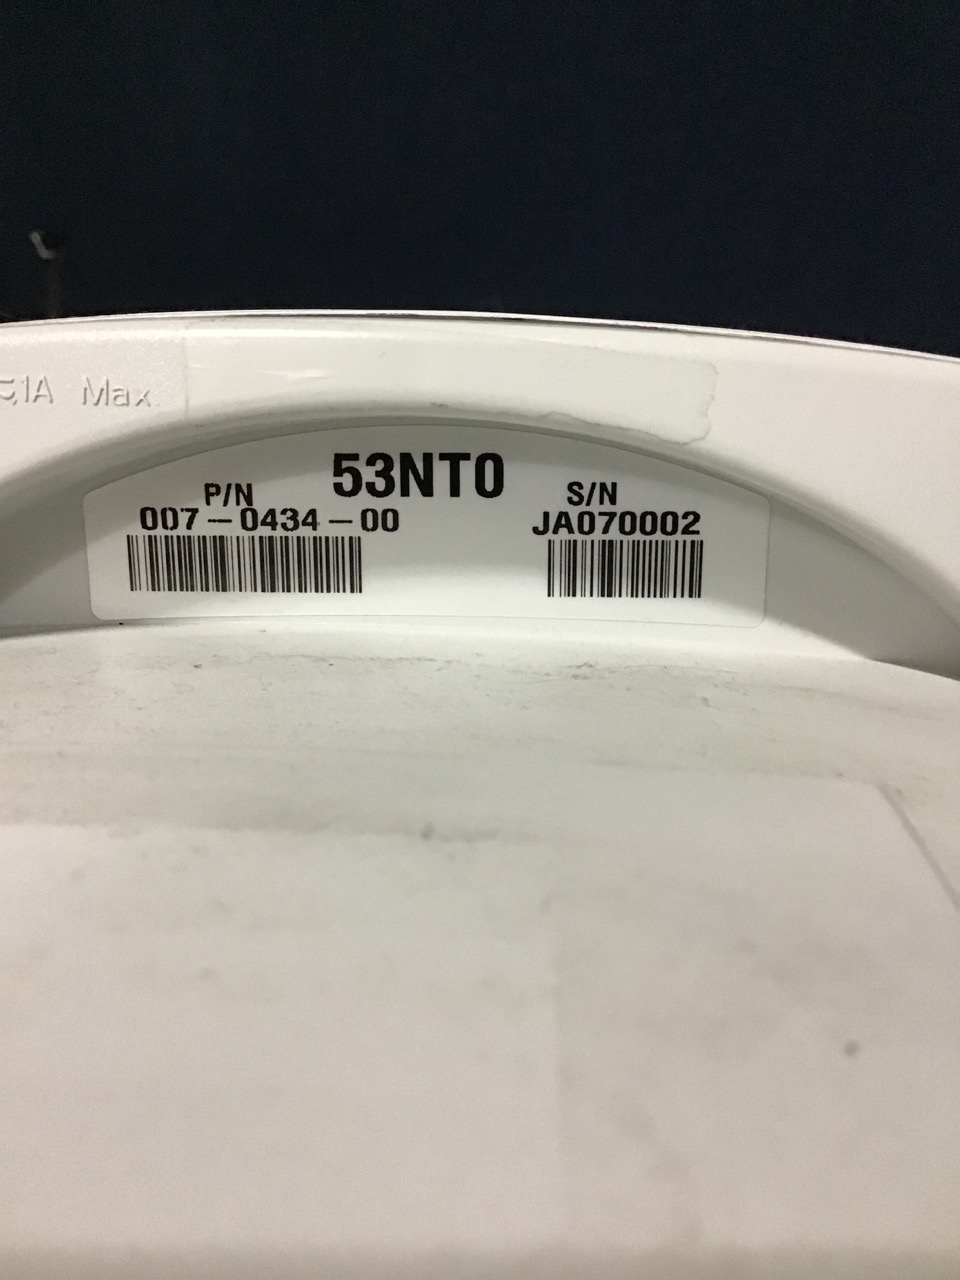 1A Max.
53NT0
P/N
007-0434-00
S/N
JA070002